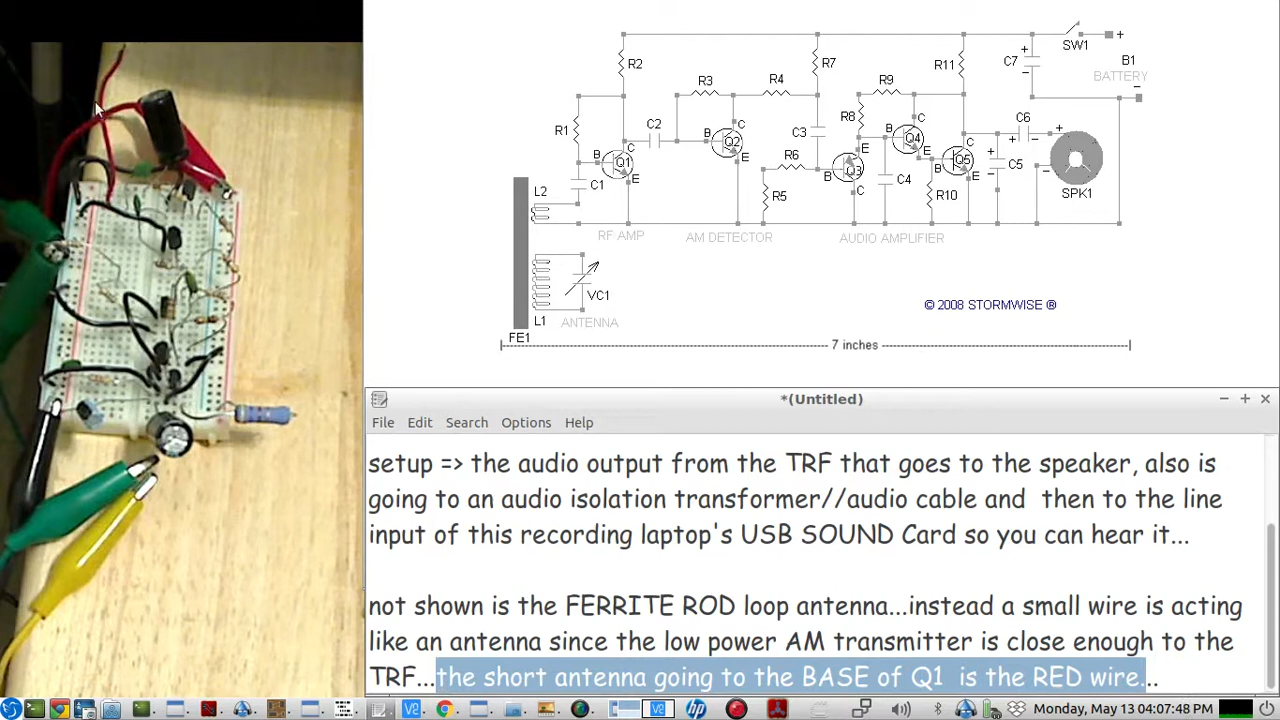 SW1
+
R2
R7
R11
+
C7
-
B1
BATTERY
-
R3
R4
R9
R1
C2
B
C
Q2
E
C3
R8
C
B
Q4
E
C6
+
-
B
C
Q1
E
C1
R6
E
B
Q3
C
C
Q5
E
+
C5
-
C4
R10
SPK1
-
L2
R5
RF AMP
AM DETECTOR
AUDIO AMPLIFIER
VC1
L1
ANTENNA
FE1
© 2008 STORMWISE ®
7 inches
*(Untitled)
File Edit Search Options Help
setup => the audio output from the TRF that goes to the speaker, also is
going to an audio isolation transformer//audio cable and then to the line
input of this recording laptop's USB SOUND Card so you can hear it...
not shown is the FERRITE ROD loop antenna...instead a small wire is acting
like an antenna since the low power AM transmitter is close enough to the
TRF...the short antenna going to the BASE of Q1 is the RED wire...
Monday, May 13 04:07:48 PM